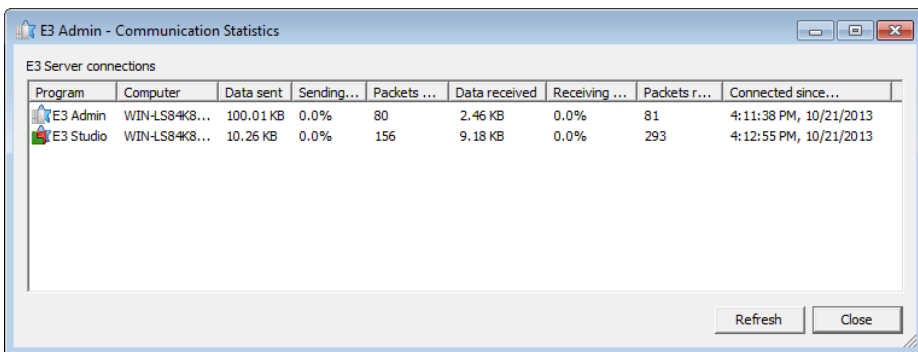 E3 Admin - Communication Statistics
E3 Server connections
Program Computer Data sent Sending... Packets ... Data received Receiving ... Packets r... Connected since...
E3 Admin WIN-LS84K8... 100.01 KB 0.0% 80 2.46 KB 0.0% 81 4:11:38 PM, 10/21/2013
E3 Studio WIN-LS84K8... 10.26 KB 0.0% 156 9.18 KB 0.0% 293 4:12:55 PM, 10/21/2013
Refresh Close